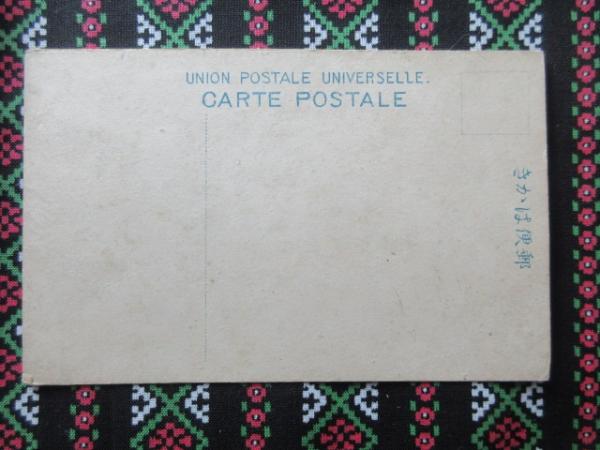 UNION POSTALE UNIVERSELLE.
CARTE POSTALE
きかは便郵